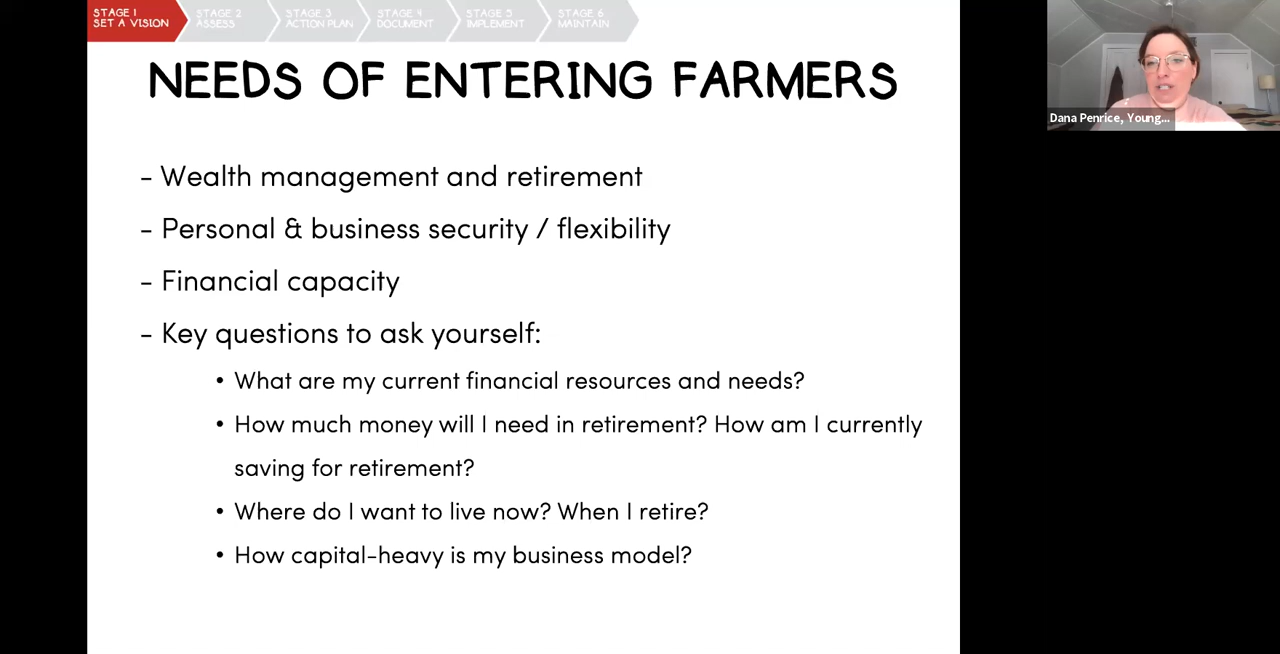 STAGE 1
SET A VISION
STAGE 2
ASSESS
STAGE 3
ACTION PLAN
STAGE 4
DOCUMENT
STAGE 5
IMPLEMENT
STAGE 6
MAINTAIN
NEEDS OF ENTERING FARMERS
- Wealth management and retirement
- Personal & business security / flexibility
- Financial capacity
- Key questions to ask yourself:
• What are my current financial resources and needs?
• How much money will I need in retirement? How am I currently
saving for retirement?
• Where do I want to live now? When I retire?
• How capital-heavy is my business model?
Dana Penrice, Young...